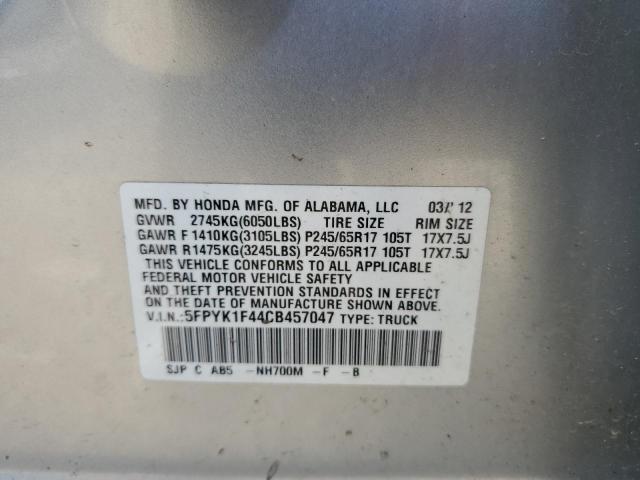 MFD. BY HONDA MFG. OF ALABAMA, LLC 03/ 12
GVWR 2745KG(6050LBS) TIRE SIZE RIM SIZE
GAWR F 1410KG(3105LBS) P245/65R17 105T 17X7.5J
GAWR R 1475KG(3245LBS) P245/65R17 105T 17X7.5J
THIS VEHICLE CONFORMS TO ALL APPLICABLE
FEDERAL MOTOR VEHICLE SAFETY
AND THEFT PREVENTION STANDARDS IN EFFECT
ON THE DATE OF MANUFACTURE SHOWN ABOVE.
V.I.N.:5FPYK1F44CB457047 TYPE: TRUCK
SJP C AB5 -NH700M -F -B